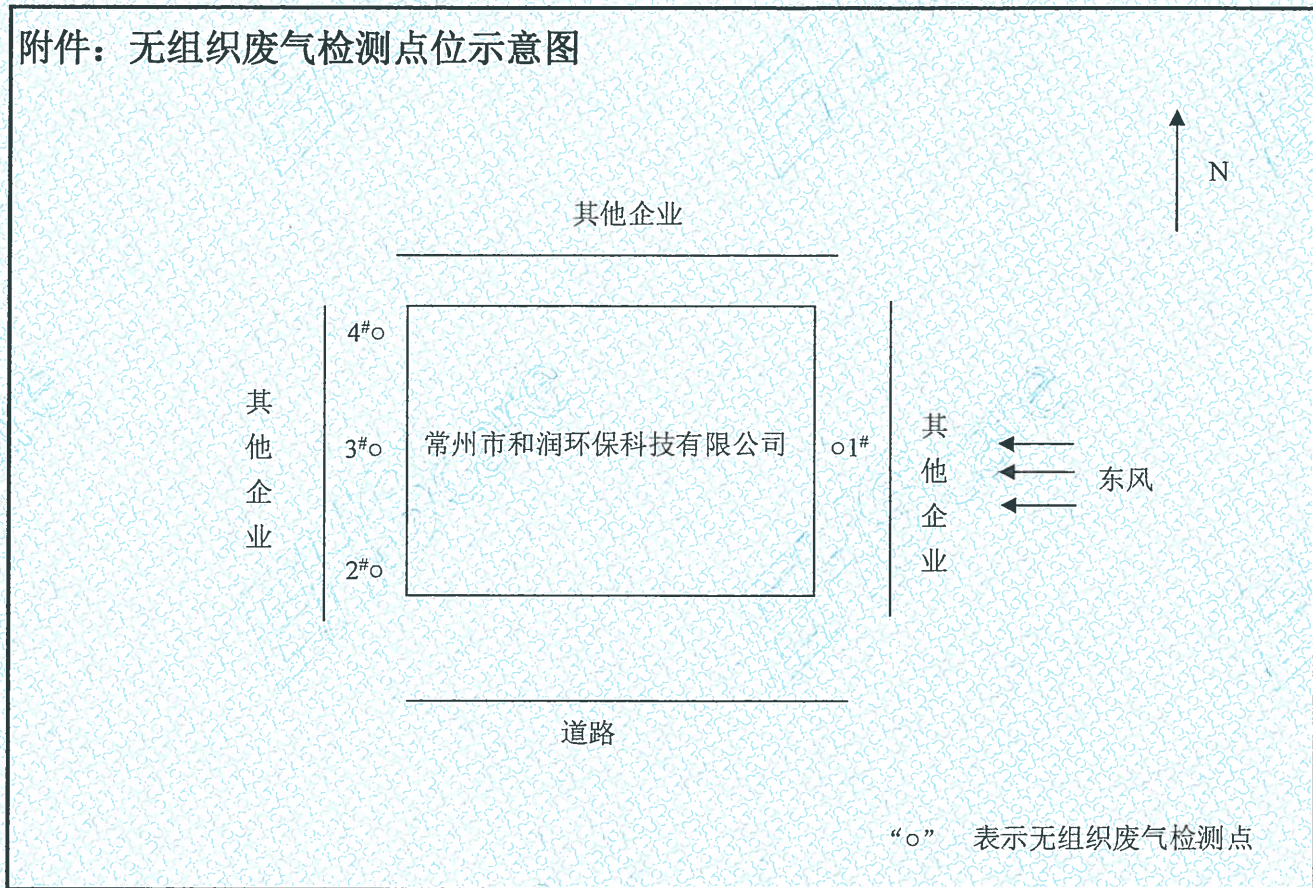 附件：无组织废气检测点位示意图
N
其他企业
4#○
其他企业
3#○
常州市和润环保科技有限公司
○1#
其他企业
东风
2#○
道路
“○” 表示无组织废气检测点